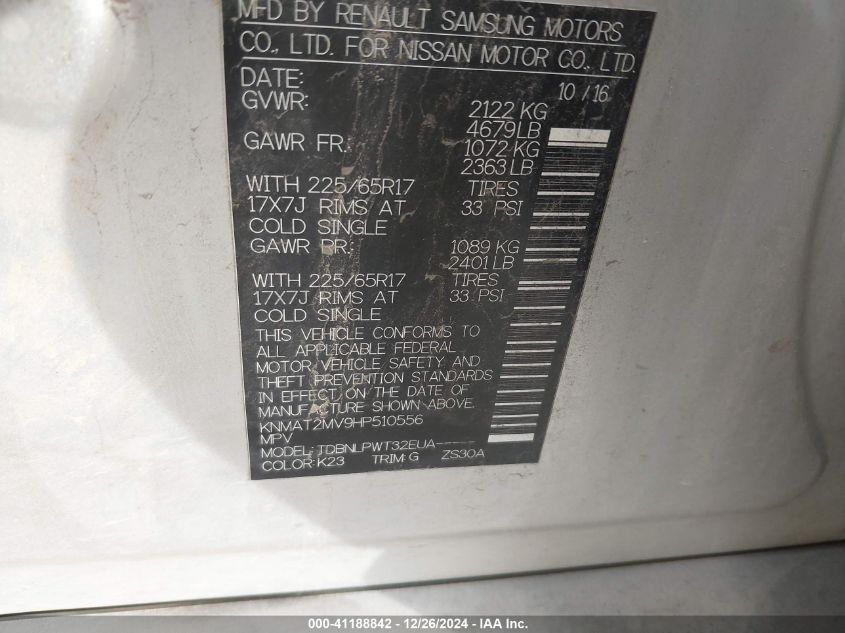 MFD BY RENAULT SAMSUNG MOTORS
CO., LTD. FOR NISSAN MOTOR CO., LTD.
DATE: 10 / 16
GVWR: 2122 KG
4679 LB
GAWR FR: 1072 KG
2363 LB
WITH 225/65R17 TIRES
17X7J RIMS AT 33 PSI
COLD SINGLE
GAWR RR: 1089 KG
2401 LB
WITH 225/65R17 TIRES
17X7J RIMS AT 33 PSI
COLD SINGLE
THIS VEHICLE CONFORMS TO
ALL APPLICABLE FEDERAL
MOTOR VEHICLE SAFETY AND
THEFT PREVENTION STANDARDS
IN EFFECT ON THE DATE OF
MANUFACTURE SHOWN ABOVE.
KNMAT2MV9HP510556
MPV
MODEL: TDBNLPWT32EUA-----
COLOR: K23 TRIM: G ZS30A
000-41188842 - 12/26/2024 - IAA Inc.